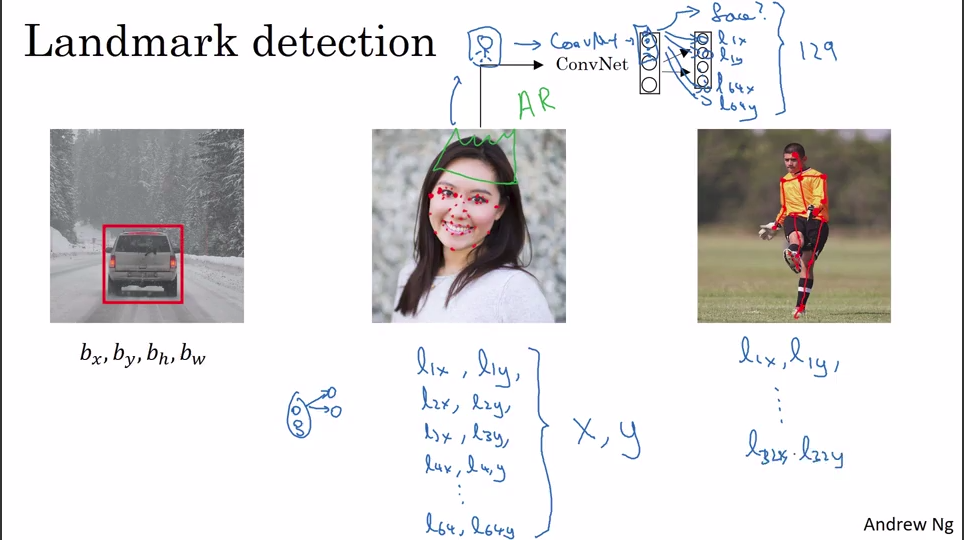 Landmark detection
→ ConvNet → face?
ConvNet
l1x
l1y
l64x
l64y
129
AR
bx, by, bh, bw
l1x, l1y,
l2x, l2y,
l3x, l3y,
l4x, l4,y
⋮
l64, l64y
x, y
l1x, l1y,
⋮
l32x, l32y
Andrew Ng